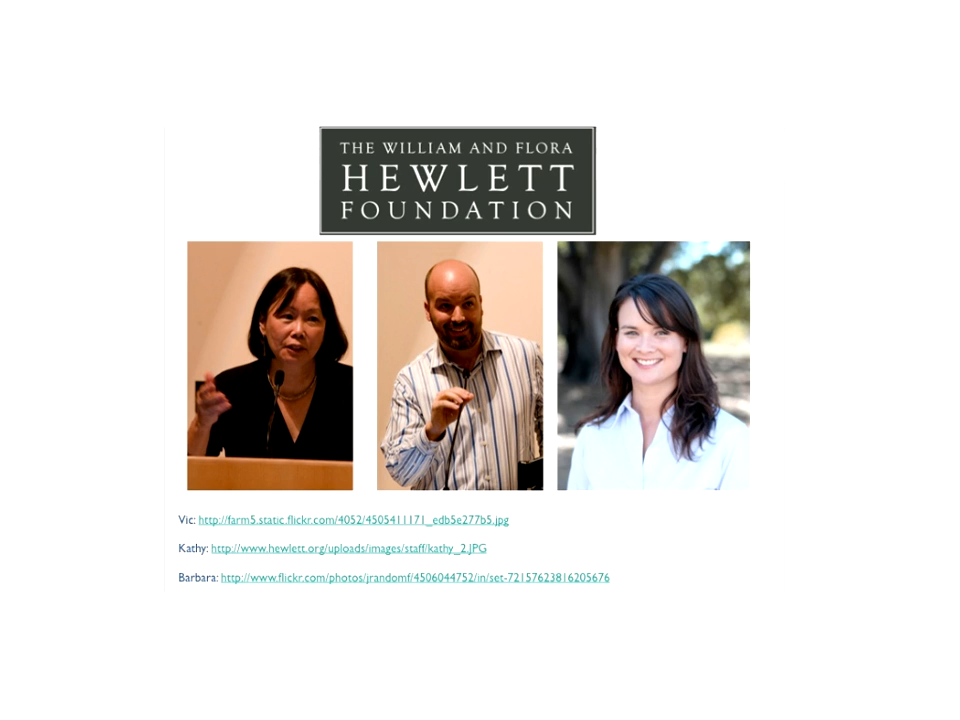 THE WILLIAM AND FLORA
HEWLETT
FOUNDATION
Vic: http://farm5.static.flickr.com/4052/4505411171_edb5e277b5.jpg
Kathy: http://www.hewlett.org/uploads/images/staff/kathy_2.JPG
Barbara: http://www.flickr.com/photos/jrandomf/4506044752/in/set-72157623816205676